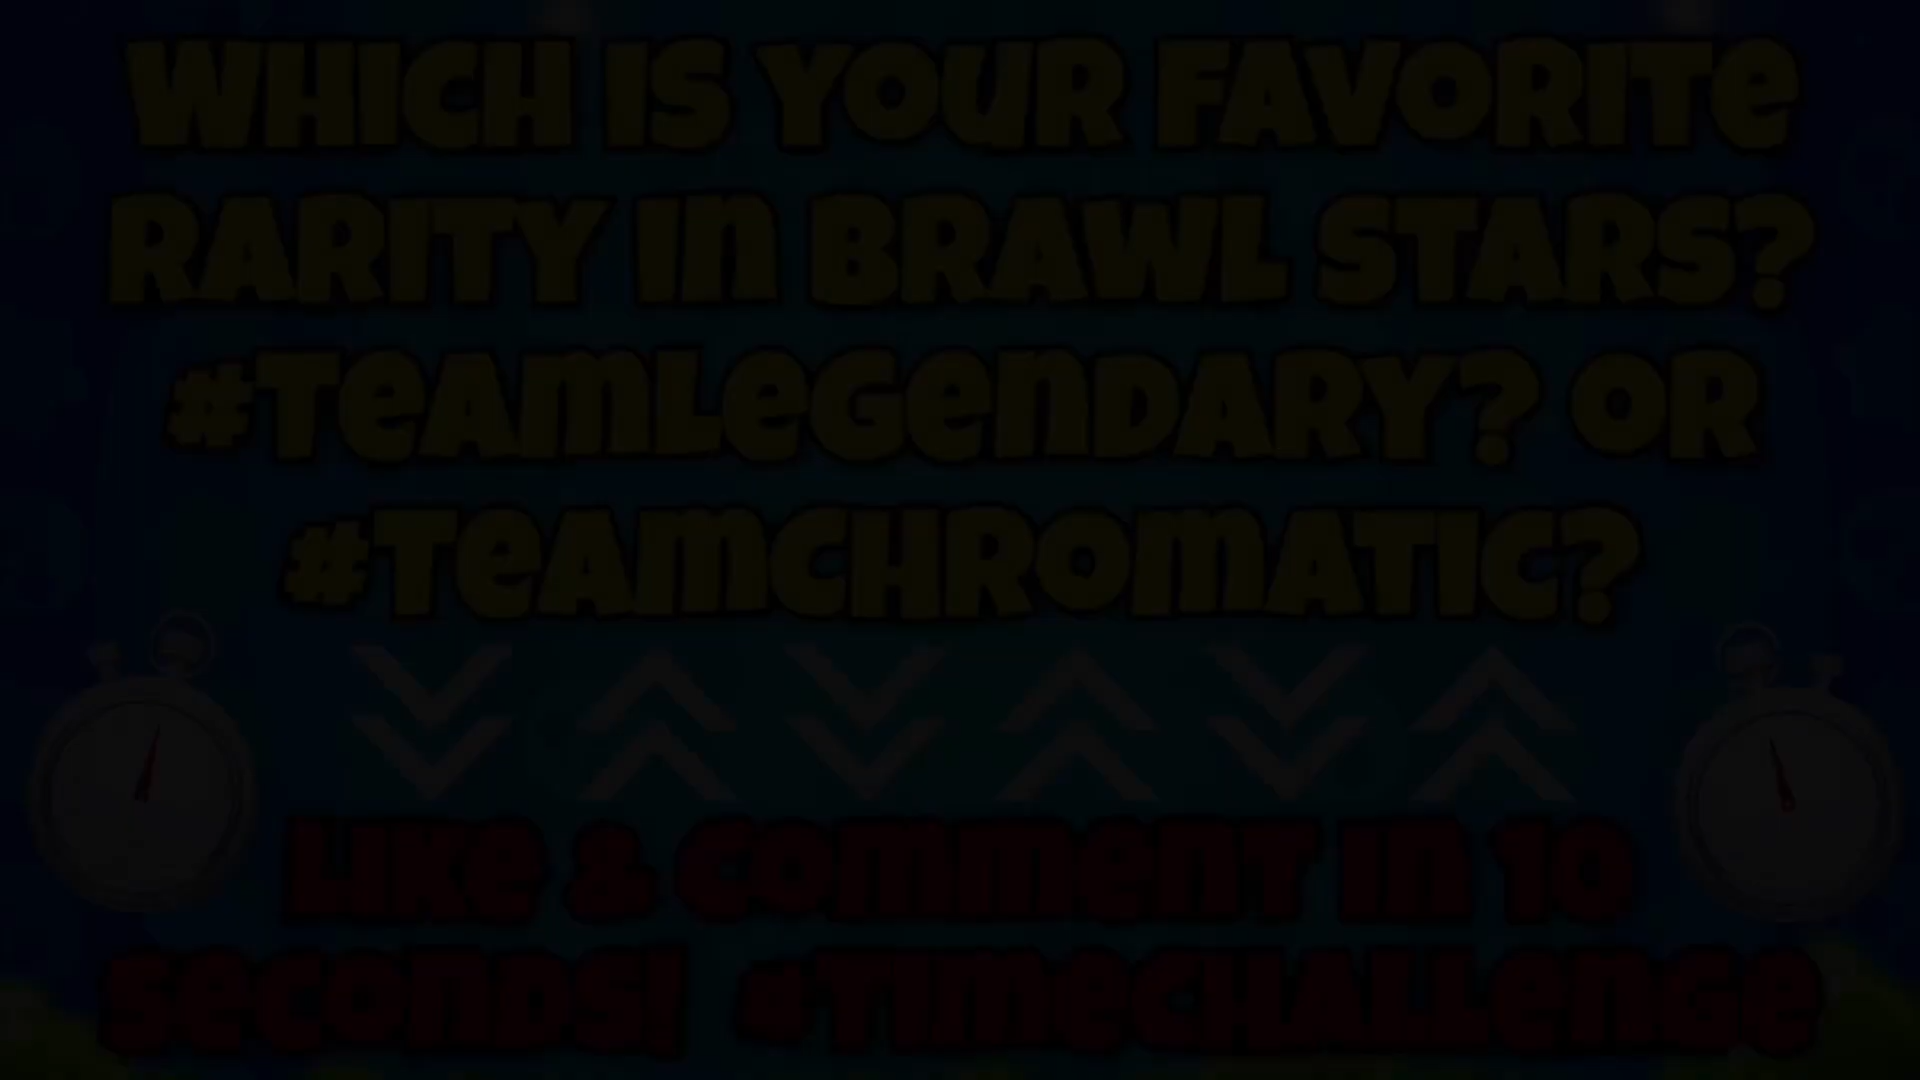 WHICH IS YOUR FAVORITE
RARITY IN BRAWL STARS?
#TEAMLEGENDARY? OR
#TEAMCHROMATIC?
LIKE & COMMENT IN 10
SECONDS! #TIMECHALLENGE